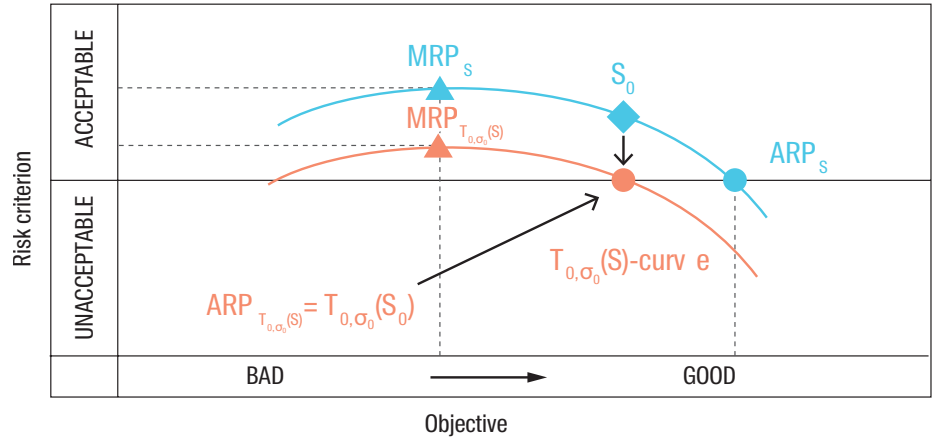 ACCEPTABLE
MRP S
S0
MRP T0,σ0(S)
ARP S
Risk criterion
UNACCEPTABLE
T0,σ0(S)-curv e
ARP T0,σ0(S)= T0,σ0(S0)
BAD
GOOD
Objective